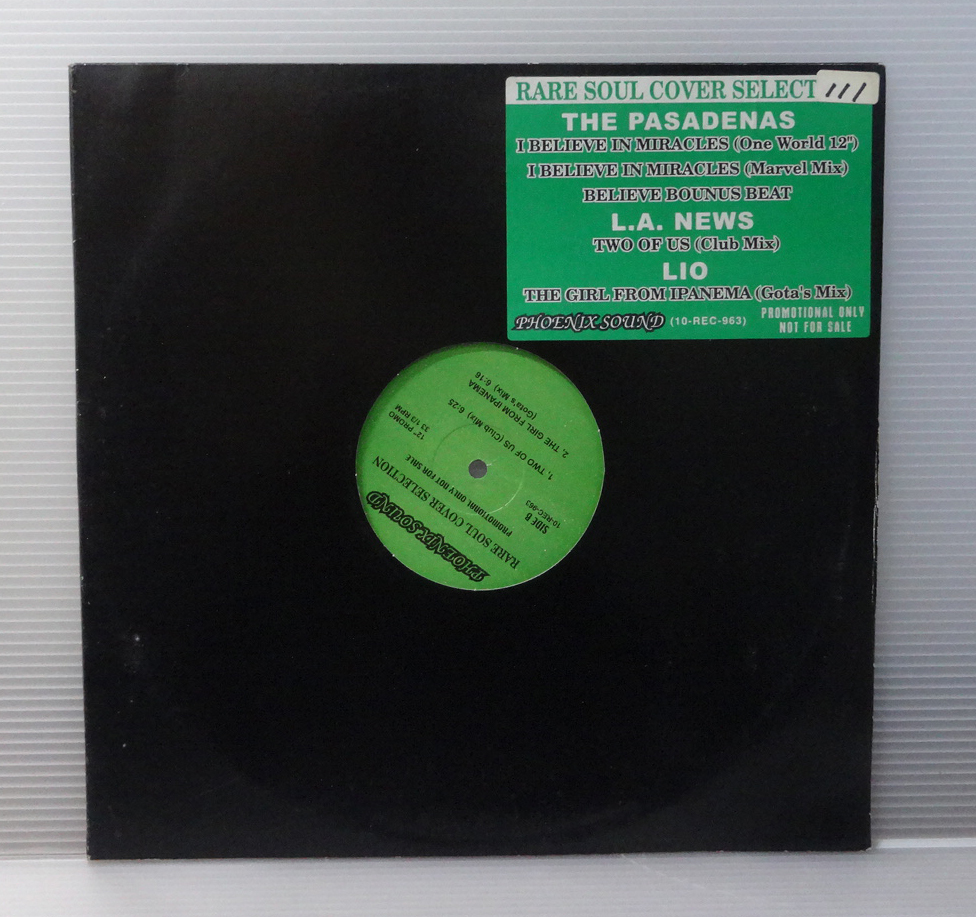 RARE SOUL COVER SELECT
111
THE PASADENAS
I BELIEVE IN MIRACLES (One World 12")
I BELIEVE IN MIRACLES (Marvel Mix)
BELIEVE BOUNUS BEAT
L.A. NEWS
TWO OF US (Club Mix)
LIO
THE GIRL FROM IPANEMA (Gota's Mix)
PHOENIX SOUND (10-REC-963)
PROMOTIONAL ONLY
NOT FOR SALE
PHOENIX SOUND
RARE SOUL COVER SELECTION
PROMOTIONAL ONLY NOT FOR SALE
SIDE B
10-REC-963
12" PROMO
33 1/3 RPM
1. TWO OF US (Club Mix) 6:25
2. THE GIRL FROM IPANEMA
(Gota's Mix) 6:16